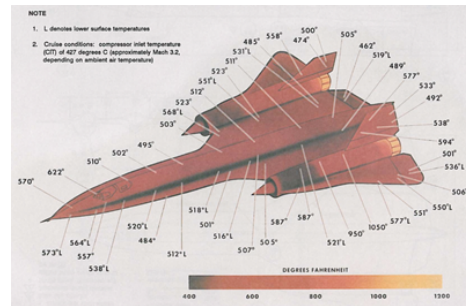 NOTE
1. L denotes lower surface temperatures
2. Cruise conditions: compressor inlet temperature
(CIT) of 427 degrees C (approximately Mach 3.2,
depending on ambient air temperature)
500°
558°
485°
474°
505°
531°L
462°
511°
519°L
523°
489°
551°L
577°
512°
533°
523°
492°
568°L
503°
538°
495°
594°
502°
510°
501°
622°
536°L
570°
506°
518°L
550°L
520°L
501°
587°
587°
551°
577°L
564°L
484°
516°L
1050°
573°L
557°
505°
950°
538°L
512°L
507°
521°L
DEGREES FAHRENHEIT
400
600
800
1000
1200